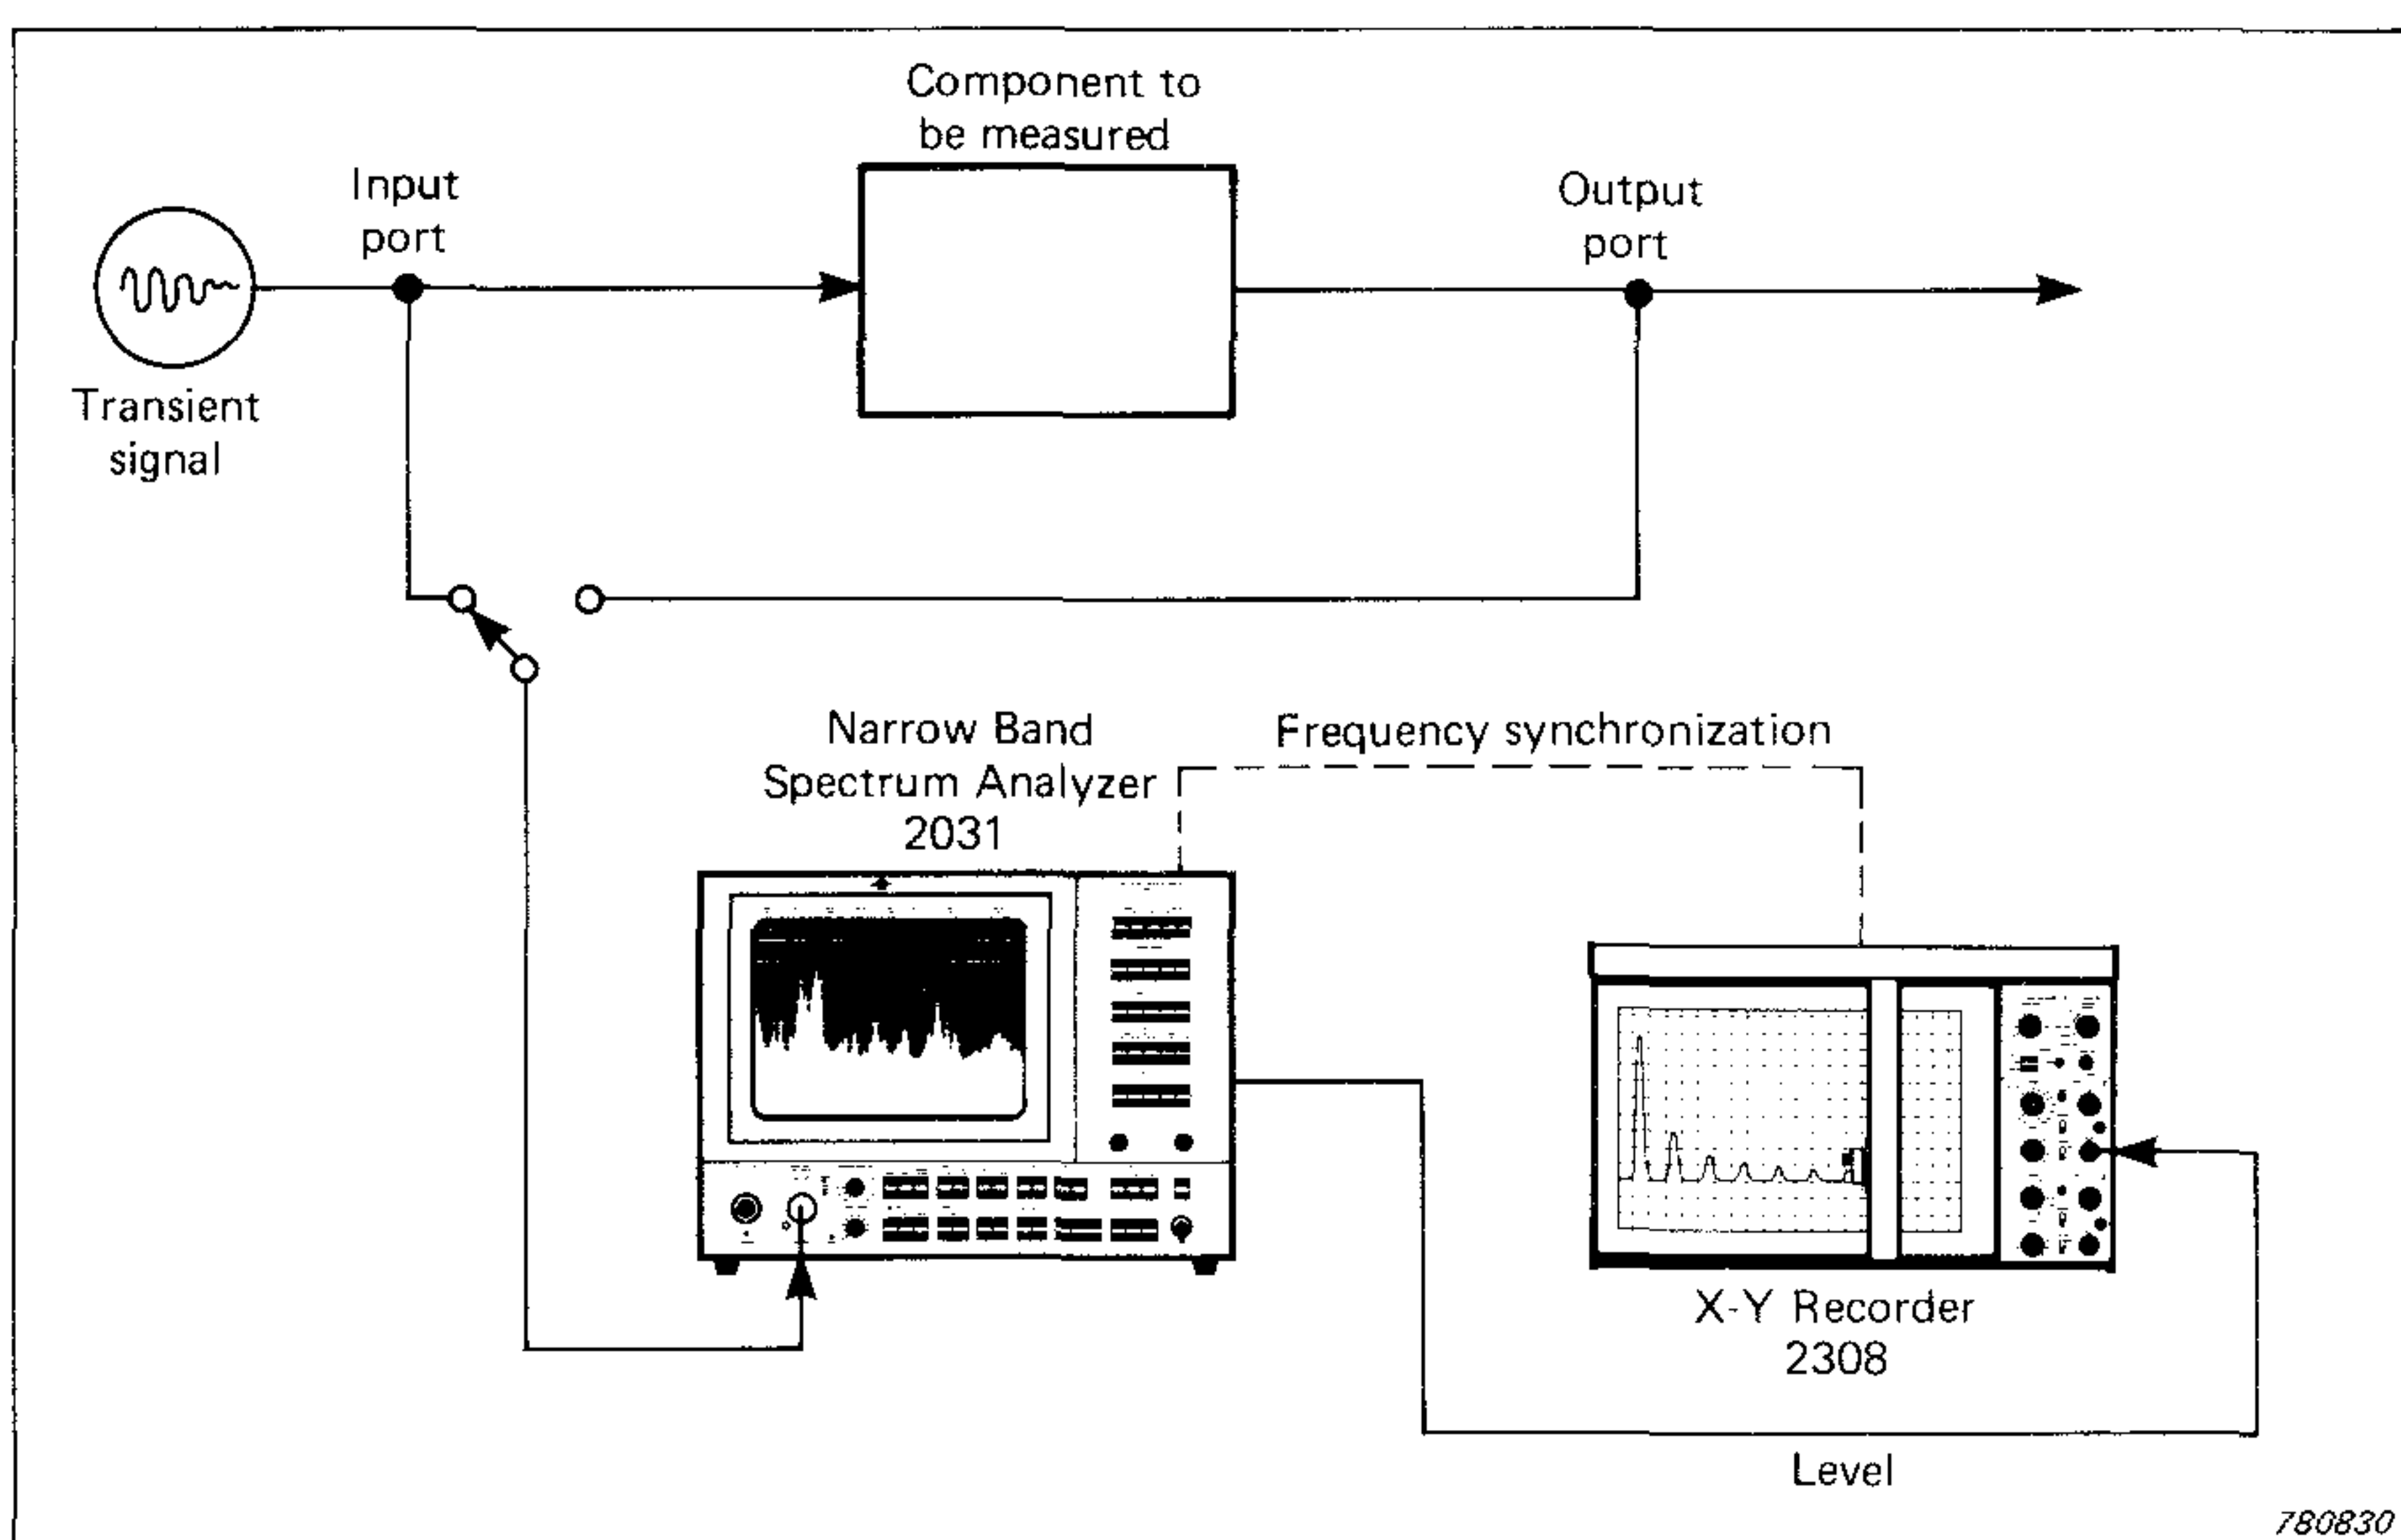 Component to
be measured
Input
port
Output
port
Transient
signal
Narrow Band
Spectrum Analyzer
2031
Frequency synchronization
X-Y Recorder
2308
Level
780830